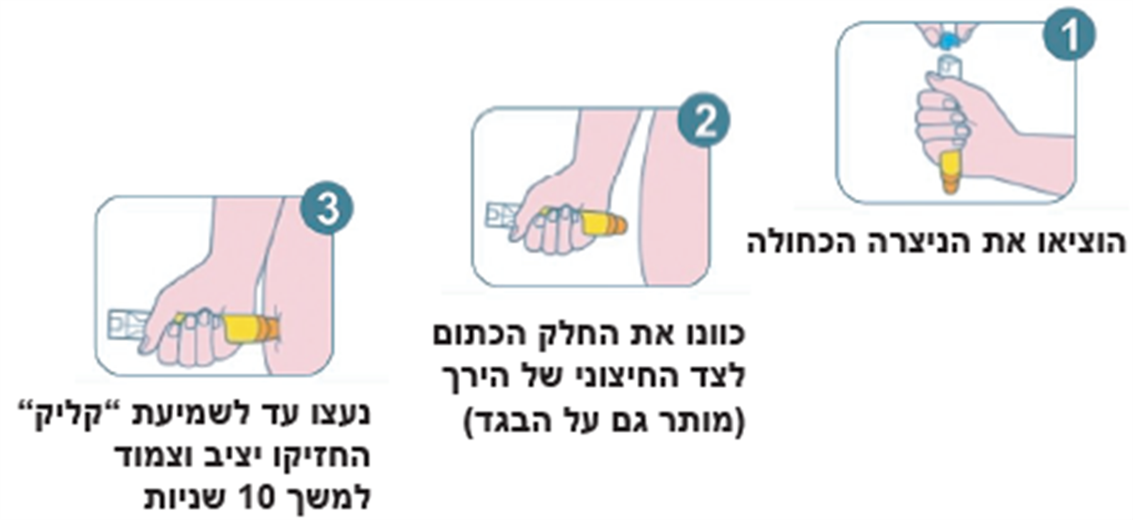 1
הוציאו את הניצרה הכחולה
2
כוונו את החלק הכתום
לצד החיצוני של הירך
(מותר גם על הבגד)
3
נעצו עד לשמיעת “קליק“
החזיקו יציב וצמוד
למשך 10 שניות